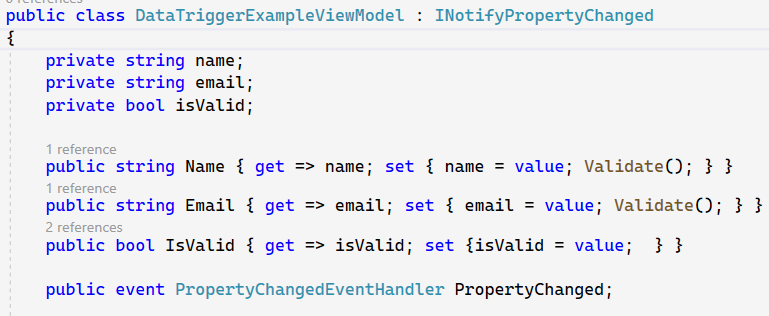 0 references
public class DataTriggerExampleViewModel : INotifyPropertyChanged
{
private string name;
private string email;
private bool isValid;
1 reference
public string Name { get => name; set { name = value; Validate(); } }
1 reference
public string Email { get => email; set { email = value; Validate(); } }
2 references
public bool IsValid { get => isValid; set {isValid = value;  } }
public event PropertyChangedEventHandler PropertyChanged;